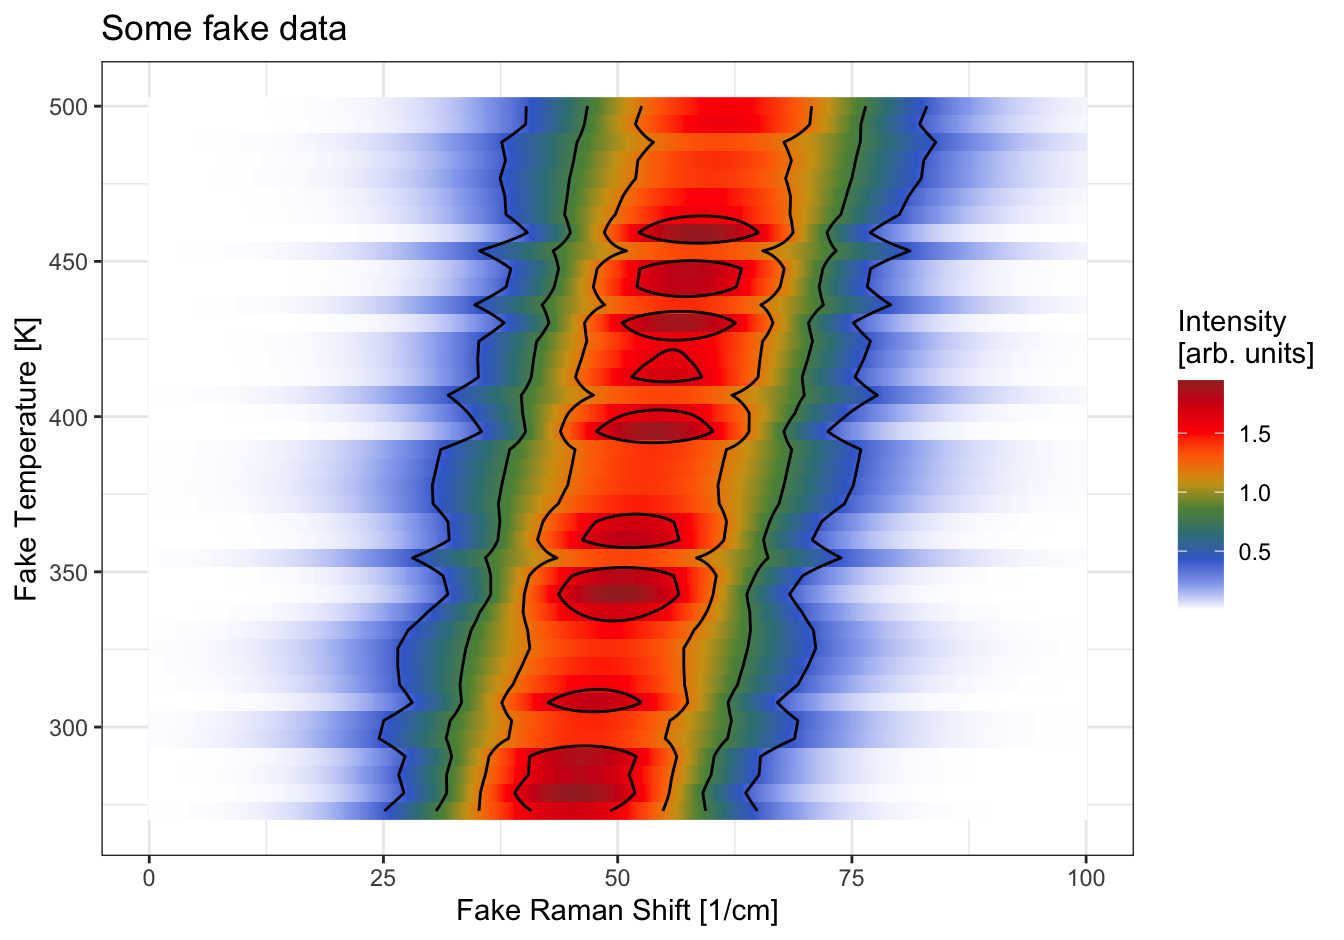 Some fake data
500
450
400
350
300
Fake Temperature [K]
0 25 50 75 100
Fake Raman Shift [1/cm]
Intensity
[arb. units]
1.5
1.0
0.5